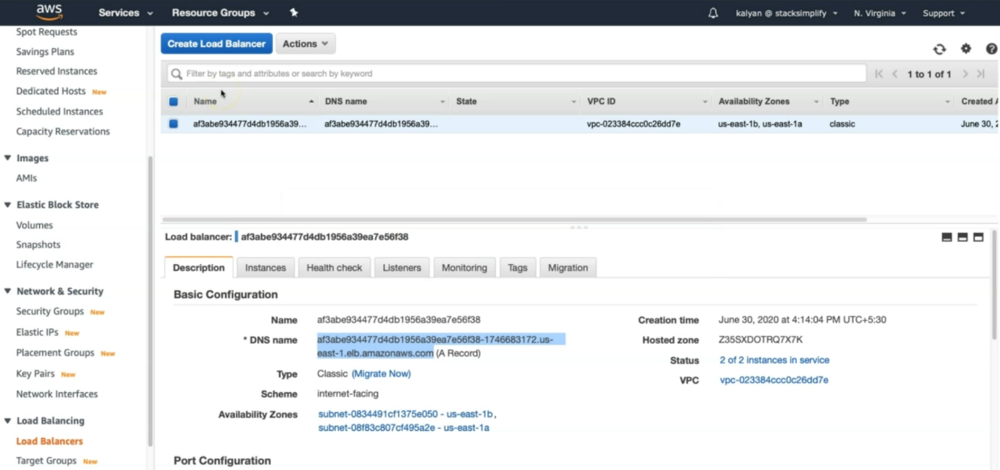 aws Services Resource Groups kalyan @ stacksimplify N. Virginia Support
Spot Requests
Savings Plans
Reserved Instances
Dedicated Hosts New
Scheduled Instances
Capacity Reservations
Images
AMIs
Elastic Block Store
Volumes
Snapshots
Lifecycle Manager
Network & Security
Security Groups New
Elastic IPs New
Placement Groups New
Key Pairs New
Network Interfaces
Load Balancing
Load Balancers
Target Groups New
Create Load Balancer Actions
Filter by tags and attributes or search by keyword 1 to 1 of 1
Name DNS name State VPC ID Availability Zones Type Created A
af3abe934477d4db1956a39... af3abe934477d4db1956a39... vpc-023384ccc0c26dd7e us-east-1b, us-east-1a classic June 30, 2
Load balancer: af3abe934477d4db1956a39ea7e56f38
Description Instances Health check Listeners Monitoring Tags Migration
Basic Configuration
Name af3abe934477d4db1956a39ea7e56f38
* DNS name af3abe934477d4db1956a39ea7e56f38-1746683172.us-
east-1.elb.amazonaws.com (A Record)
Type Classic (Migrate Now)
Scheme internet-facing
Availability Zones subnet-0834491cf1375e050 - us-east-1b,
subnet-08f83c807cf495a2e - us-east-1a
Creation time June 30, 2020 at 4:14:04 PM UTC+5:30
Hosted zone Z35SXDOTRQ7X7K
Status 2 of 2 instances in service
VPC vpc-023384ccc0c26dd7e
Port Configuration